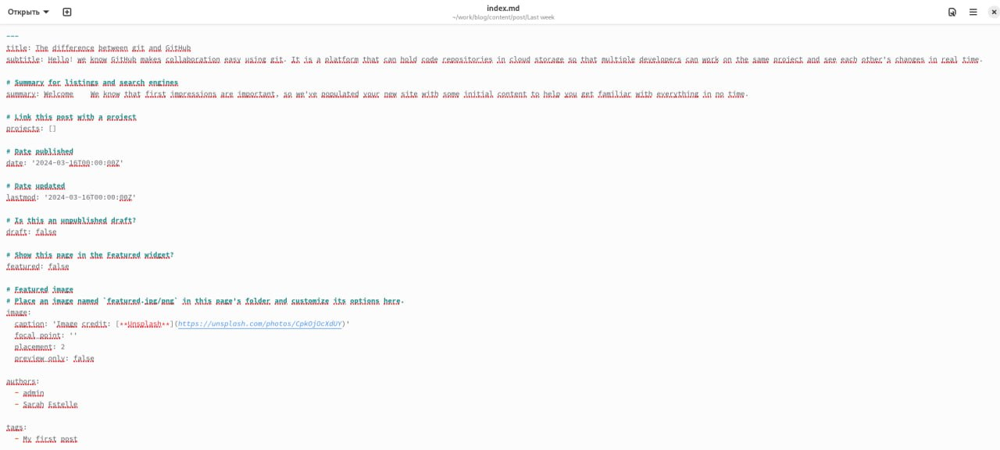 Открыть
index.md
~/work/blog/content/post/Last week
---
title: The difference between git and GitHub
subtitle: Hello! we know GitHub makes collaboration easy using git. It is a platform that can hold code repositories in cloud storage so that multiple developers can work on the same project and see each other's changes in real time.
# Summary for listings and search engines
summary: Welcome    We know that first impressions are important, so we've populated your new site with some initial content to help you get familiar with everything in no time.
# Link this post with a project
projects: []
# Date published
date: '2024-03-16T00:00:00Z'
# Date updated
lastmod: '2024-03-16T00:00:00Z'
# Is this an unpublished draft?
draft: false
# Show this page in the Featured widget?
featured: false
# Featured image
# Place an image named `featured.jpg/png` in this page's folder and customize its options here.
image:
  caption: 'Image credit: [**Unsplash**](https://unsplash.com/photos/CpkOjOcXdUY)'
  focal_point: ''
  placement: 2
  preview_only: false
authors:
  - admin
  - Sarah Estelle
tags:
  - My first post